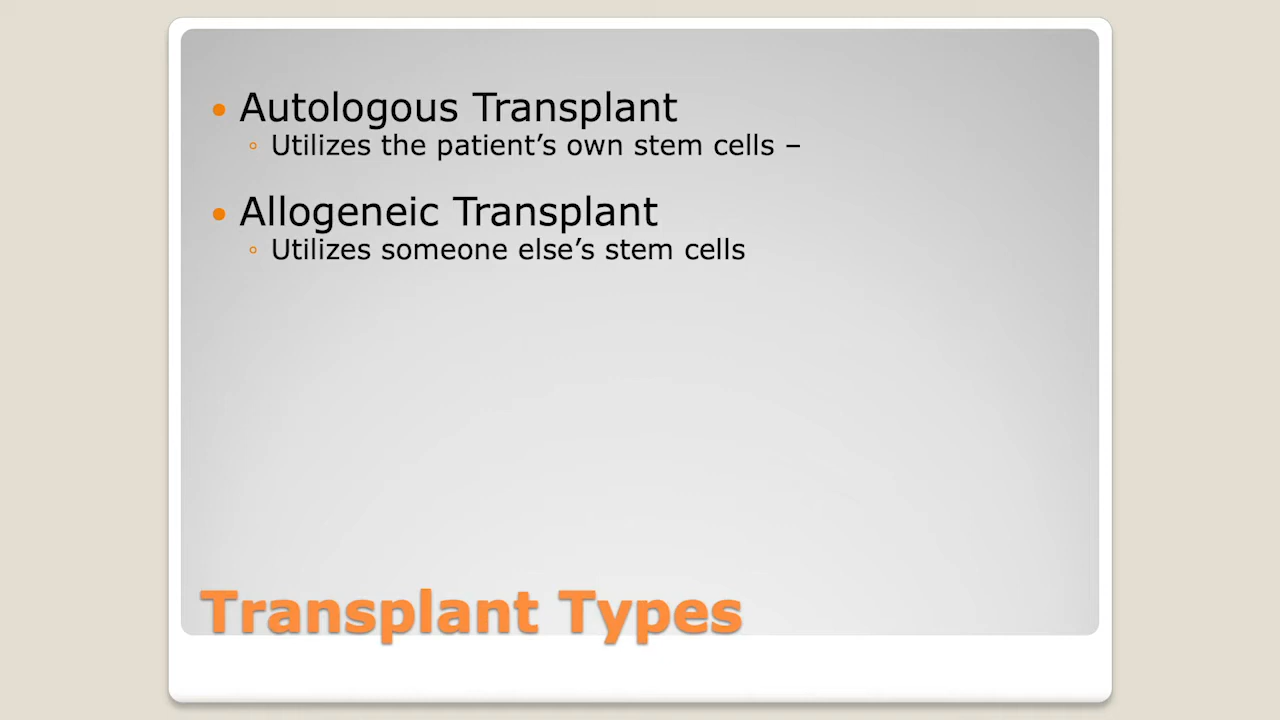 Autologous Transplant
Utilizes the patient’s own stem cells –
Allogeneic Transplant
Utilizes someone else’s stem cells
Transplant Types